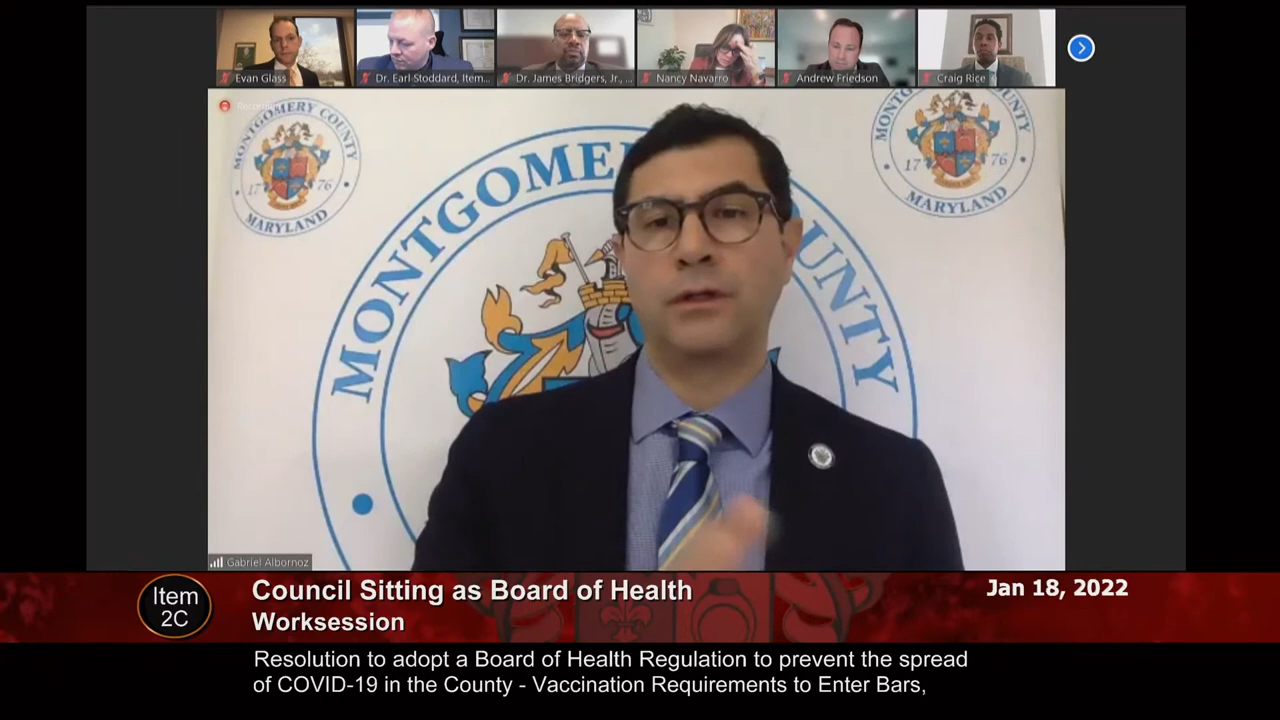 Evan Glass
Dr. Earl Stoddard, Item...
Dr. James Bridgers, Jr., ...
Nancy Navarro
Andrew Friedson
Craig Rice
MONTGOMERY COUNTY
17 76
MARYLAND
MONTGOME
UNTY
MONTGOMERY COUNTY
17 76
MARYLAND
Gabriel Albornoz
Item
2C
Council Sitting as Board of Health
Worksession
Jan 18, 2022
Resolution to adopt a Board of Health Regulation to prevent the spread
of COVID-19 in the County - Vaccination Requirements to Enter Bars,